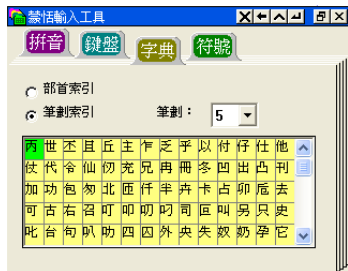 蒙恬輸入工具
拼音 鍵盤 字典 符號
部首索引
筆劃索引 筆劃： 5
丙世丕且丘主乍乏乎以付仔仕他
仗代令仙仞充兄冉冊冬凹出凸刊
加功包匆北匝仟半卉卡占卯卮去
可古右召叮叩叨叼司叵叫另只史
叱台句叭叻四囚外央失奴奶孕它